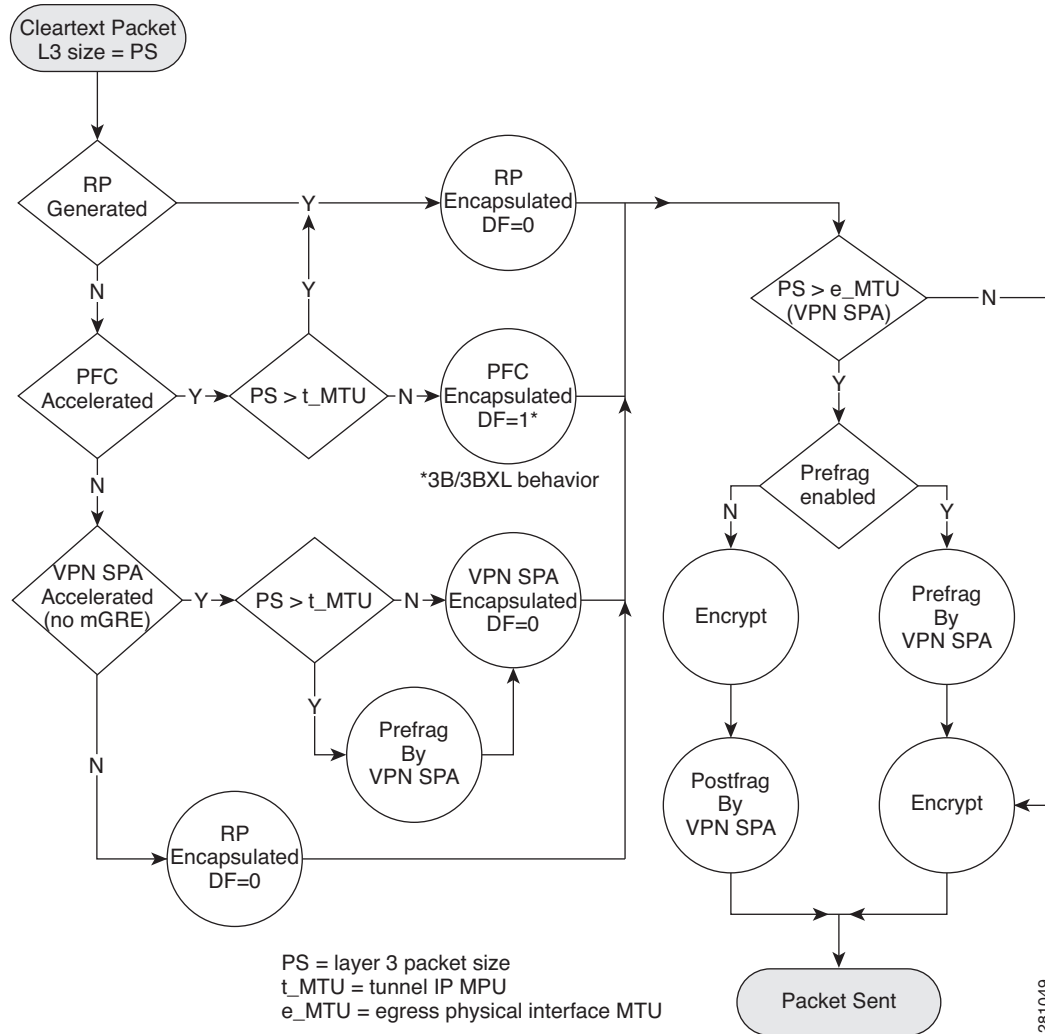 Cleartext Packet
L3 size = PS
RP
Generated
Y
RP
Encapsulated
DF=0
N
Y
PS > e_MTU
(VPN SPA)
N
PFC
Accelerated
Y
PS > t_MTU
N
PFC
Encapsulated
DF=1*
*3B/3BXL behavior
Y
N
Prefrag
enabled
N
Y
VPN SPA
Accelerated
(no mGRE)
Y
PS > t_MTU
N
VPN SPA
Encapsulated
DF=0
Encrypt
Prefrag
By
VPN SPA
Y
Prefrag
By
VPN SPA
N
Postfrag
By
VPN SPA
Encrypt
RP
Encapsulated
DF=0
PS = layer 3 packet size
t_MTU = tunnel IP MPU
e_MTU = egress physical interface MTU
Packet Sent
281049